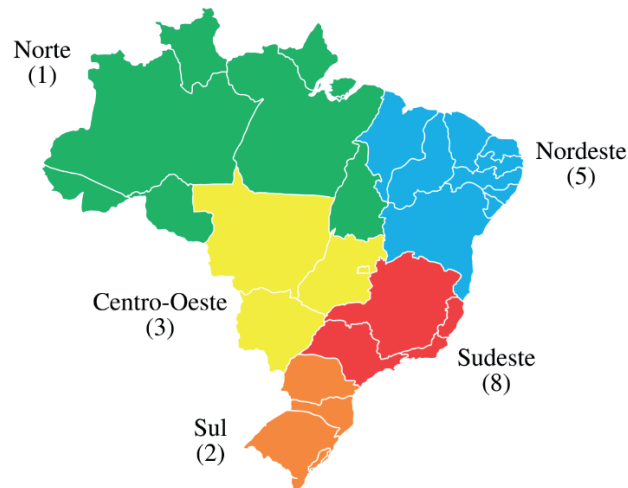 Norte
(1)
Nordeste
(5)
Centro-Oeste
(3)
Sudeste
(8)
Sul
(2)